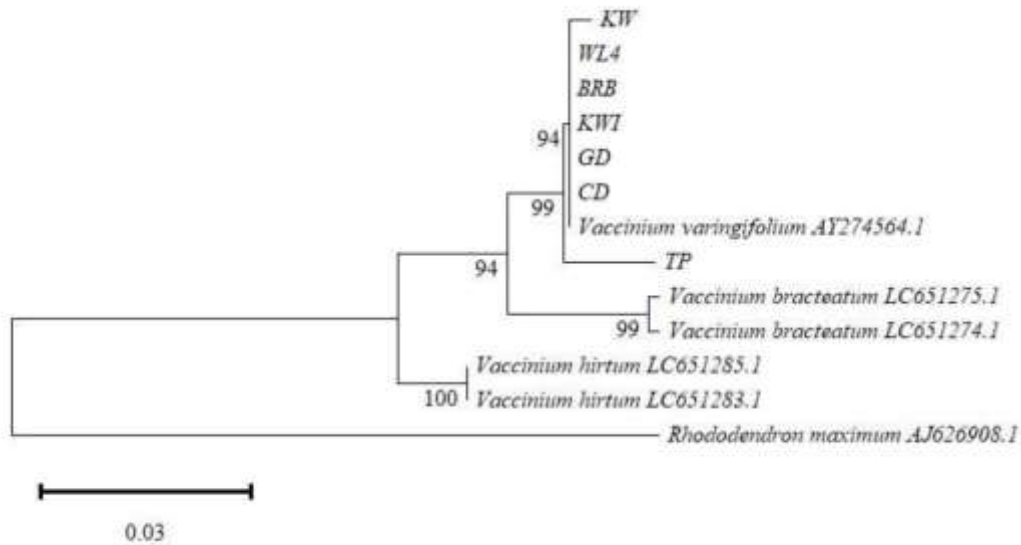 KW
WL4
BRB
94 KWI
GD
CD
99
Vaccinium varingifolium AY274564.1
94
TP
Vaccinium bracteatum LC651275.1
99 Vaccinium bracteatum LC651274.1
Vaccinium hirtum LC651285.1
100 Vaccinium hirtum LC651283.1
Rhododendron maximum AJ626908.1
0.03